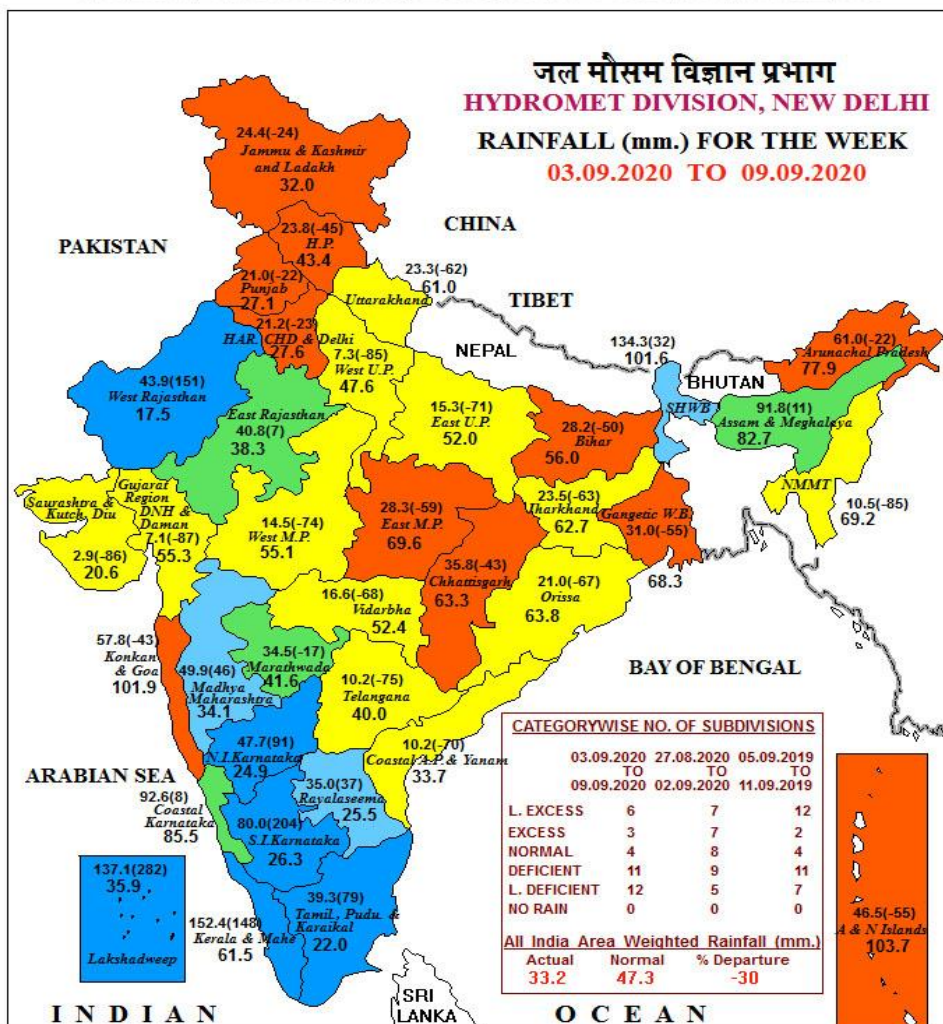 जल मौसम विज्ञान प्रभाग
HYDROMET DIVISION, NEW DELHI
RAINFALL (mm.) FOR THE WEEK
03.09.2020 TO 09.09.2020
24.4(-24)
Jammu & Kashmir
and Ladakh
32.0
CHINA
PAKISTAN
23.8(-45)
H.P.
43.4
21.0(-22)
Punjab
27.1
23.3(-62)
61.0
Uttarakhand
TIBET
21.2(-23)
HAR. CHD & Delhi
27.6
NEPAL
7.3(-85)
West U.P.
47.6
134.3(32)
101.6
SHWB
BHUTAN
61.0(-22)
Arunachal Pradesh
77.9
43.9(151)
West Rajasthan
17.5
East Rajasthan
40.8(7)
38.3
15.3(-71)
East U.P.
52.0
28.2(-50)
Bihar
56.0
91.8(11)
Assam & Meghalaya
82.7
NMMT
10.5(-85)
69.2
Saurashtra &
Kutch, Diu
2.9(-86)
20.6
Gujarat
Region
DNH &
Daman
7.1(-87)
55.3
14.5(-74)
West M.P.
55.1
28.3(-59)
East M.P.
69.6
23.5(-63)
Jharkhand
62.7
Gangetic W.B.
31.0(-55)
68.3
35.8(-43)
Chhattisgarh
63.3
21.0(-67)
Orissa
63.8
16.6(-68)
Vidarbha
52.4
57.8(-43)
Konkan
& Goa
101.9
49.9(46)
Madhya
Maharashtra
34.1
34.5(-17)
Marathwada
41.6
10.2(-75)
Telangana
40.0
BAY OF BENGAL
10.2(-70)
Coastal A.P.& Yanam
33.7
47.7(91)
N.I.Karnataka
24.9
35.0(37)
Rayalaseema
25.5
ARABIAN SEA
92.6(8)
Coastal
Karnataka
85.5
80.0(204)
S.I.Karnataka
26.3
137.1(282)
35.9
Lakshadweep
152.4(148)
Kerala & Mahe
61.5
39.3(79)
Tamil., Pudu. &
Karaikal
22.0
CATEGORYWISE NO. OF SUBDIVISIONS
03.09.2020 27.08.2020 05.09.2019
TO TO TO
09.09.2020 02.09.2020 11.09.2019
L. EXCESS 6 7 12
EXCESS 3 7 2
NORMAL 4 8 4
DEFICIENT 11 9 11
L. DEFICIENT 12 5 7
NO RAIN 0 0 0
All India Area Weighted Rainfall (mm.)
Actual Normal % Departure
33.2 47.3 -30
46.5(-55)
A & N Islands
103.7
SRI
LANKA
INDIAN OCEAN